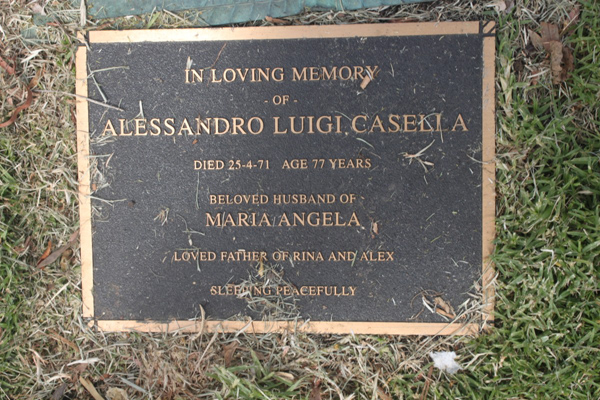 IN LOVING MEMORY
OF
ALESSANDRO LUIGI CASELLA
DIED 25-4-71 AGE 77 YEARS
BELOVED HUSBAND OF
MARIA ANGELA
LOVED FATHER OF RINA AND ALEX
SLEEPING PEACEFULLY